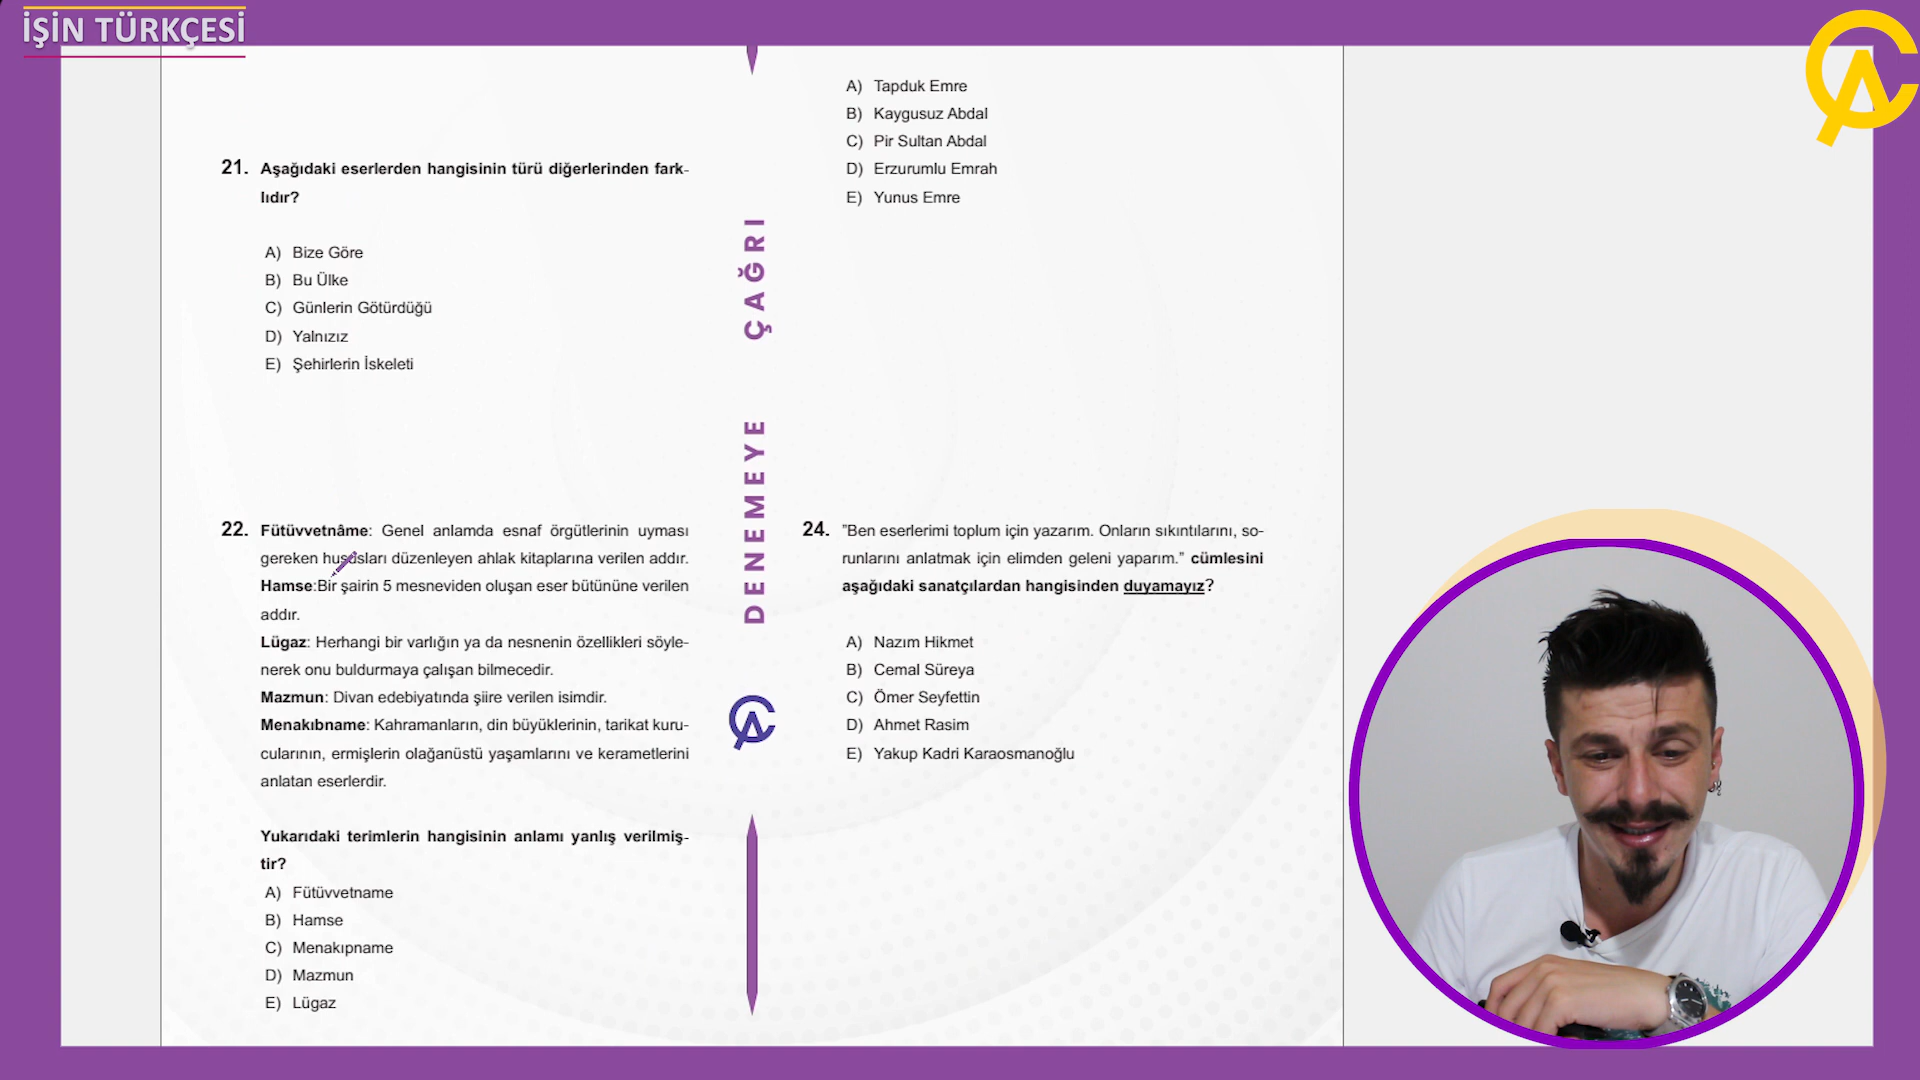 İŞİN TÜRKÇESİ
21. Aşağıdaki eserlerden hangisinin türü diğerlerinden fark-
lıdır?
A) Bize Göre
B) Bu Ülke
C) Günlerin Götürdüğü
D) Yalnızız
E) Şehirlerin İskeleti
22. Fütüvvetnâme: Genel anlamda esnaf örgütlerinin uyması
gereken hususları düzenleyen ahlak kitaplarına verilen addır.
Hamse:Bir şairin 5 mesneviden oluşan eser bütününe verilen
addır.
Lügaz: Herhangi bir varlığın ya da nesnenin özellikleri söyle-
nerek onu buldurmaya çalışan bilmecedir.
Mazmun: Divan edebiyatında şiire verilen isimdir.
Menakıbname: Kahramanların, din büyüklerinin, tarikat kuru-
cularının, ermişlerin olağanüstü yaşamlarını ve kerametlerini
anlatan eserlerdir.
Yukarıdaki terimlerin hangisinin anlamı yanlış verilmiş-
tir?
A) Fütüvvetname
B) Hamse
C) Menakıpname
D) Mazmun
E) Lügaz
DENEMEYE ÇAĞRI
A) Tapduk Emre
B) Kaygusuz Abdal
C) Pir Sultan Abdal
D) Erzurumlu Emrah
E) Yunus Emre
24. "Ben eserlerimi toplum için yazarım. Onların sıkıntılarını, so-
runlarını anlatmak için elimden geleni yaparım." cümlesini
aşağıdaki sanatçılardan hangisinden duyamayız?
A) Nazım Hikmet
B) Cemal Süreya
C) Ömer Seyfettin
D) Ahmet Rasim
E) Yakup Kadri Karaosmanoğlu